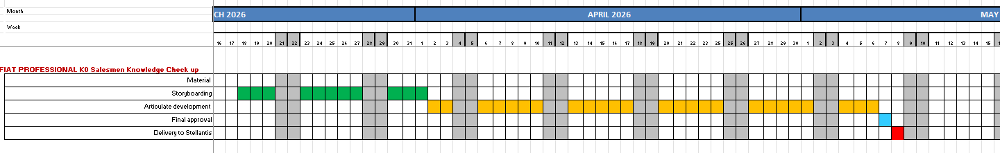 Month
CH 2026 APRIL 2026 MAY
Week
16 17 18 19 20 21 22 23 24 25 26 27 28 29 30 31 1 2 3 4 5 6 7 8 9 10 11 12 13 14 15 16 17 18 19 20 21 22 23 24 25 26 27 28 29 30 1 2 3 4 5 6 7 8 9 10 11 12 13 14 15 1
FIAT PROFESSIONAL K0 Salesmen Knowledge Check up
Material
Storyboarding
Articulate development
Final approval
Delivery to Stellantis